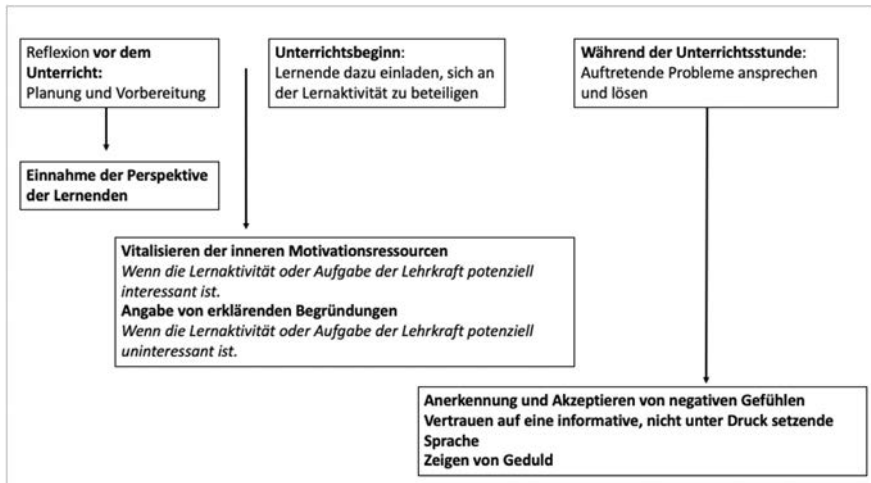 Reflexion vor dem
Unterricht:
Planung und Vorbereitung
Unterrichtsbeginn:
Lernende dazu einladen, sich an
der Lernaktivität zu beteiligen
Während der Unterrichtsstunde:
Auftretende Probleme ansprechen
und lösen
Einnahme der Perspektive
der Lernenden
Vitalisieren der inneren Motivationsressourcen
Wenn die Lernaktivität oder Aufgabe der Lehrkraft potenziell
interessant ist.
Angabe von erklärenden Begründungen
Wenn die Lernaktivität oder Aufgabe der Lehrkraft potenziell
uninteressant ist.
Anerkennung und Akzeptieren von negativen Gefühlen
Vertrauen auf eine informative, nicht unter Druck setzende
Sprache
Zeigen von Geduld